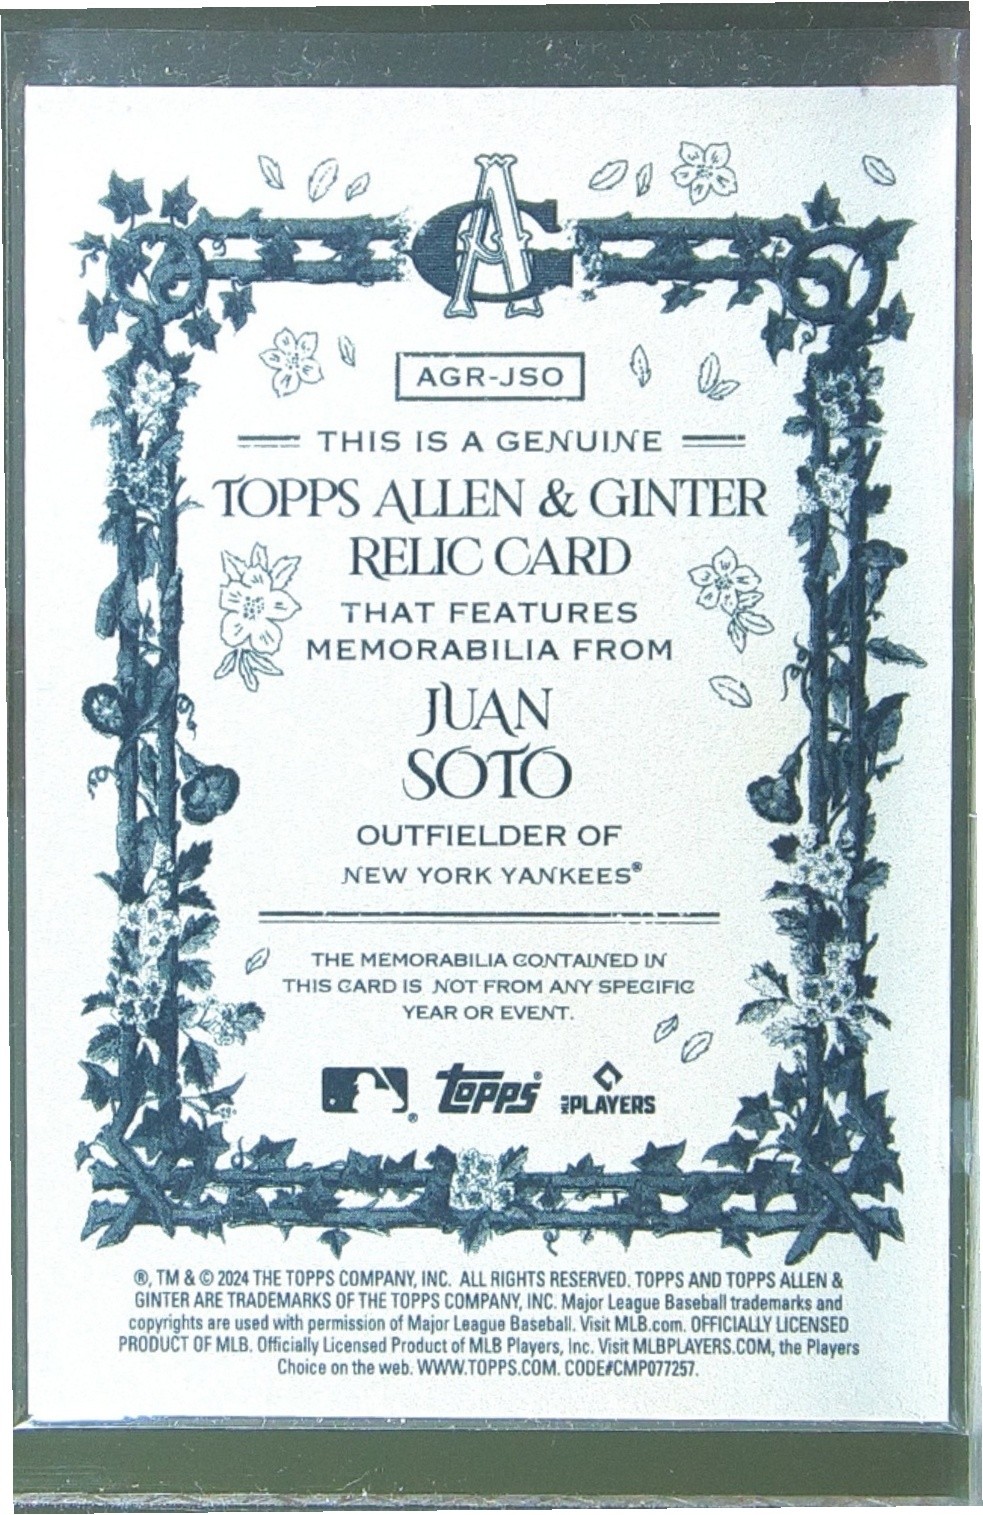 AG
AGR-JSO
THIS IS A GENUINE
TOPPS ALLEN & GINTER
RELIC CARD
THAT FEATURES
MEMORABILIA FROM
JUAN
SOTO
OUTFIELDER OF
NEW YORK YANKEES®
THE MEMORABILIA CONTAINED IN
THIS CARD IS NOT FROM ANY SPECIFIC
YEAR OR EVENT.
® topps® MLB PLAYERS
®, TM & © 2024 THE TOPPS COMPANY, INC. ALL RIGHTS RESERVED. TOPPS AND TOPPS ALLEN &
GINTER ARE TRADEMARKS OF THE TOPPS COMPANY, INC. Major League Baseball trademarks and
copyrights are used with permission of Major League Baseball. Visit MLB.com. OFFICIALLY LICENSED
PRODUCT OF MLB. Officially Licensed Product of MLB Players, Inc. Visit MLBPLAYERS.COM, the Players
Choice on the web. WWW.TOPPS.COM. CODE#CMP077257.